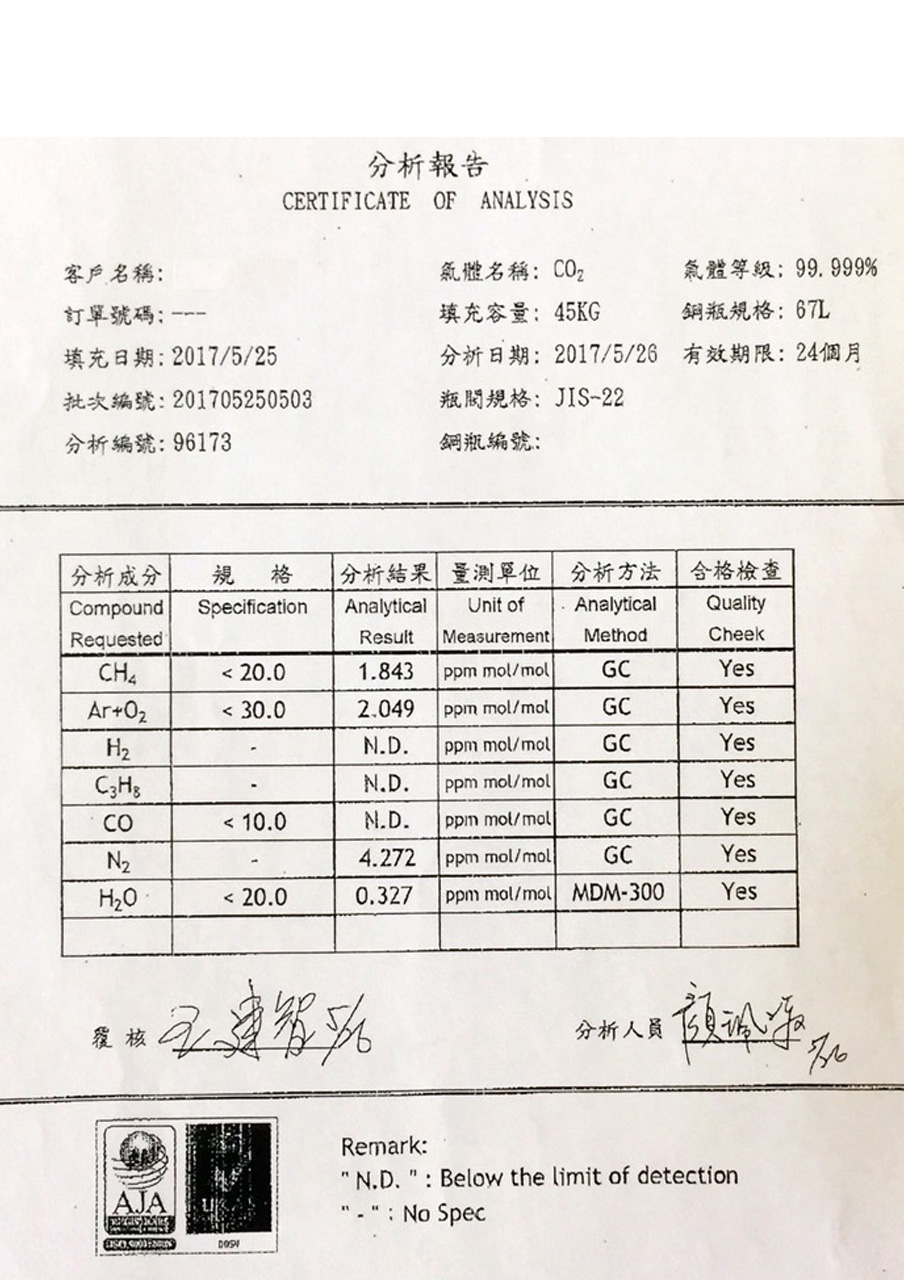 分析報告
CERTIFICATE OF ANALYSIS
客戶名稱: 氣體名稱: CO₂ 氣體等級: 99.999%
訂單號碼: --- 填充容量: 45KG 鋼瓶規格: 67L
填充日期: 2017/5/25 分析日期: 2017/5/26 有效期限: 24個月
批次編號: 201705250503 瓶閥規格: JIS-22
分析編號: 96173 鋼瓶編號:
分析成分 規 格 分析結果 量測單位 分析方法 合格檢查
Compound Requested Specification Analytical Result Unit of Measurement Analytical Method Quality Cheek
CH₄ < 20.0 1.843 ppm mol/mol GC Yes
Ar+O₂ < 30.0 2.049 ppm mol/mol GC Yes
H₂ - N.D. ppm mol/mol GC Yes
C₃H₈ - N.D. ppm mol/mol GC Yes
CO < 10.0 N.D. ppm mol/mol GC Yes
N₂ - 4.272 ppm mol/mol GC Yes
H₂O < 20.0 0.327 ppm mol/mol MDM-300 Yes
覆核 王建智 5/26 分析人員 顏 5/26
AJA
Remark:
" N.D. " : Below the limit of detection
" - " : No Spec